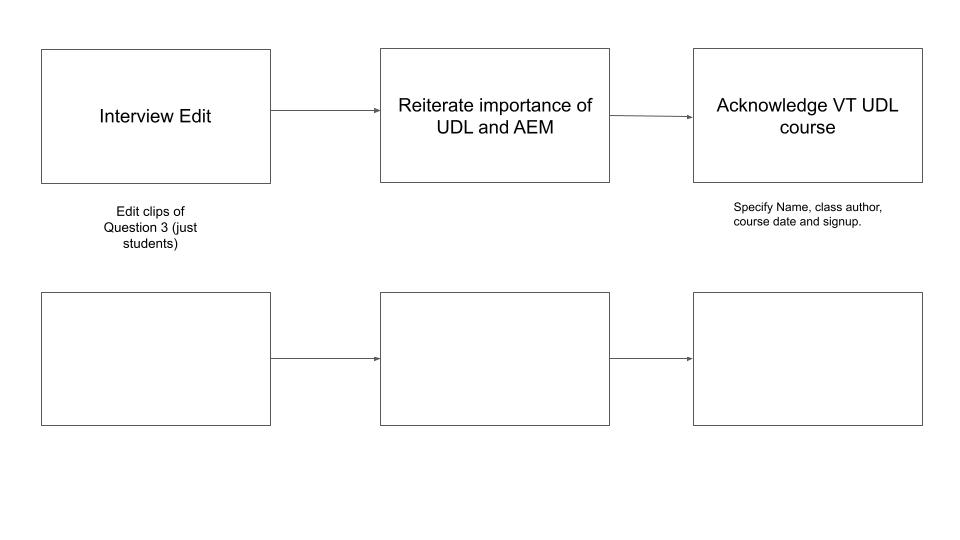 Interview Edit
Reiterate importance of
UDL and AEM
Acknowledge VT UDL
course
Edit clips of
Question 3 (just
students)
Specify Name, class author,
course date and signup.